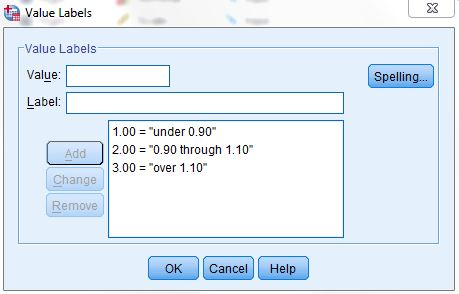 Value Labels
Value Labels
Value:
Spelling...
Label:
1.00 = "under 0.90"
2.00 = "0.90 through 1.10"
3.00 = "over 1.10"
Add
Change
Remove
OK
Cancel
Help